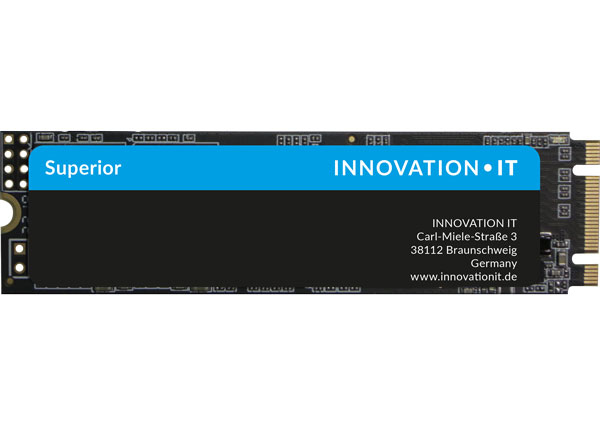 Superior
INNOVATION • IT
INNOVATION IT
Carl-Miele-Straße 3
38112 Braunschweig
Germany
www.innovationit.de